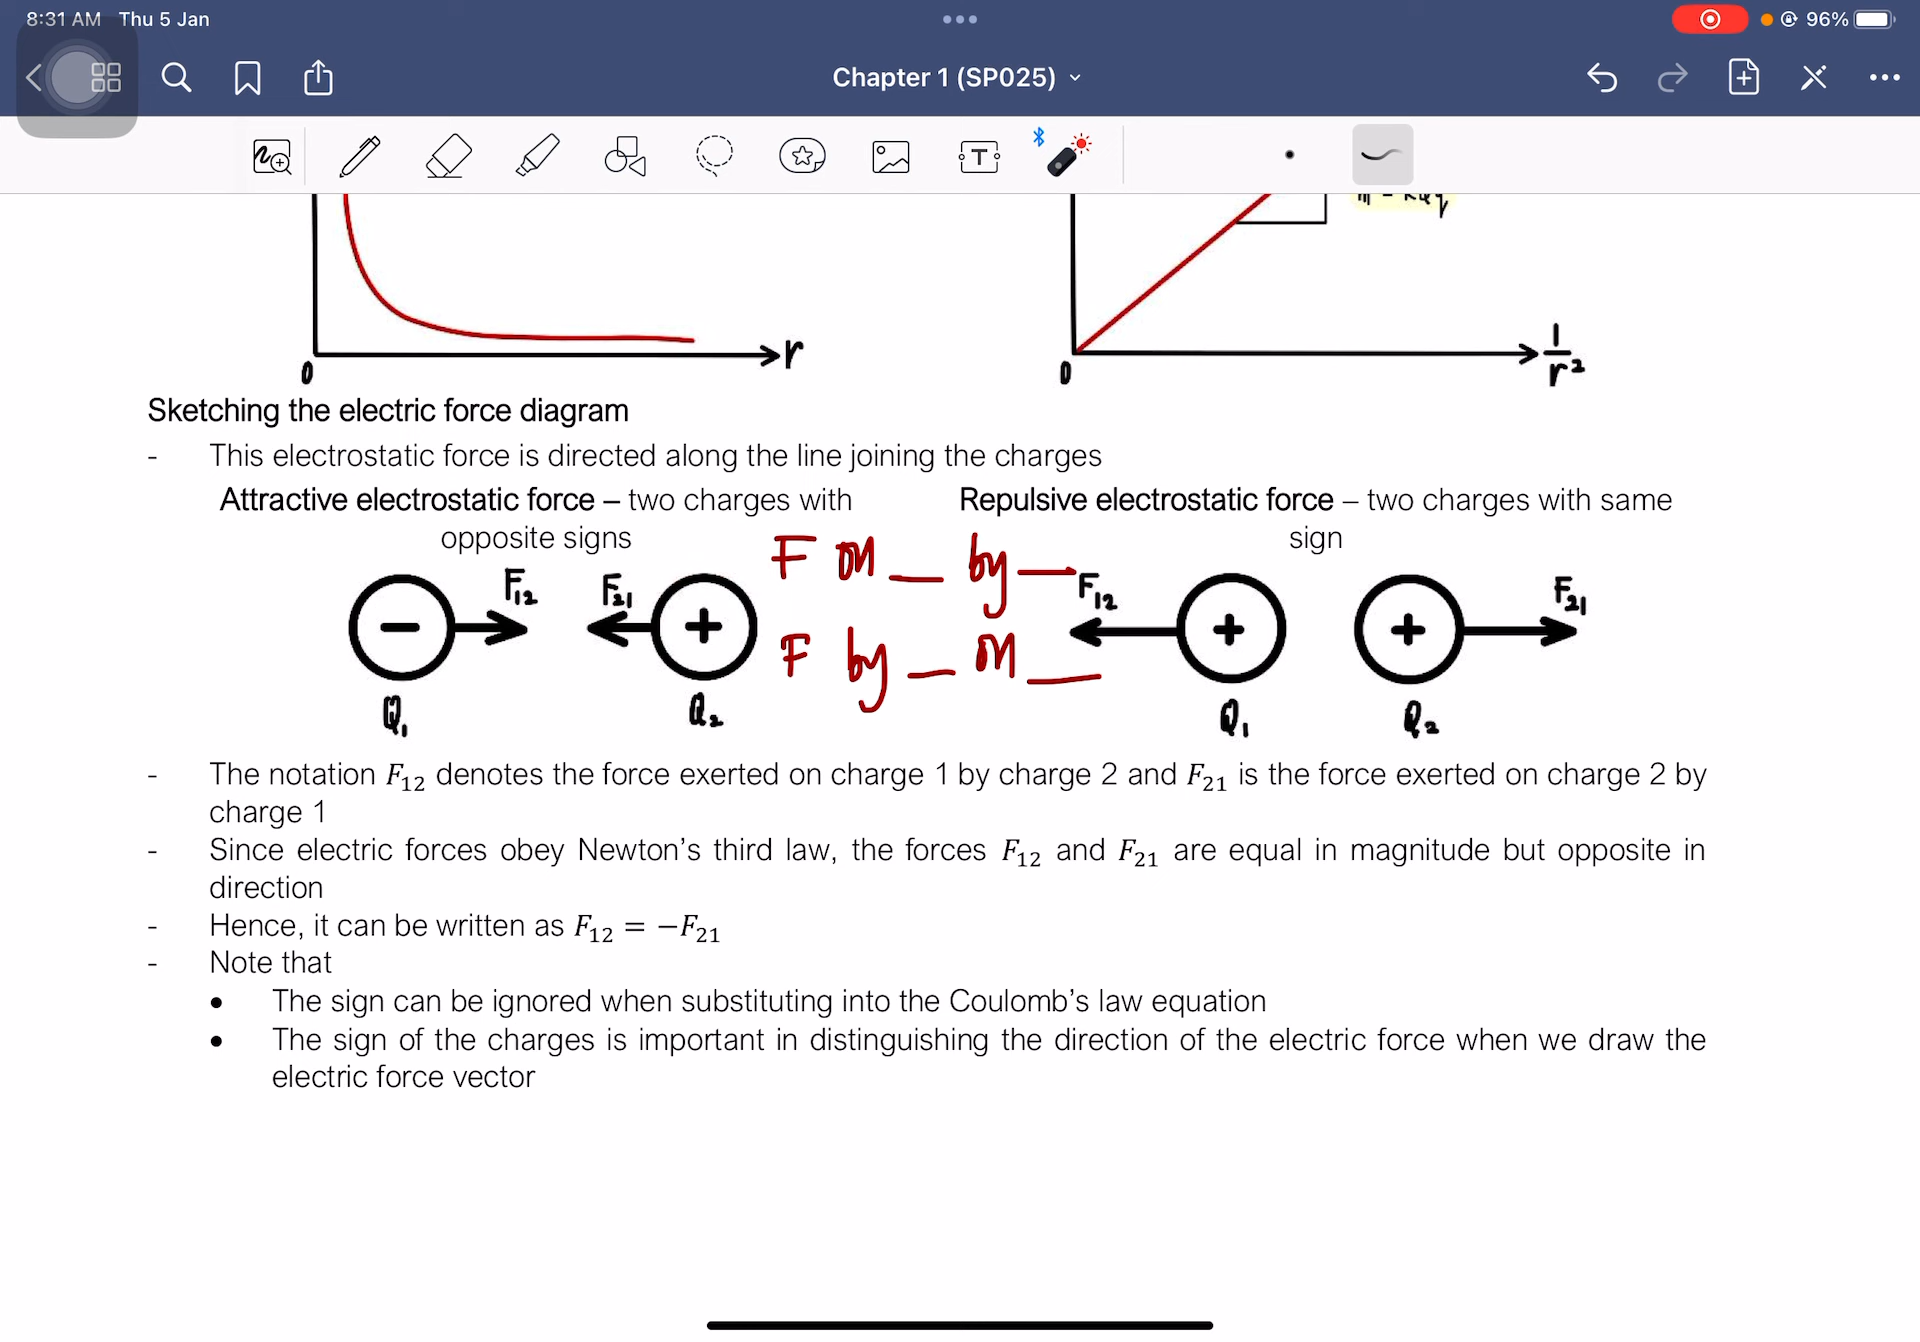 8:31 AM Thu 5 Jan
96%
Chapter 1 (SP025)
T
m = kQq
0
r
0
1/r²
Sketching the electric force diagram
- This electrostatic force is directed along the line joining the charges
Attractive electrostatic force – two charges with
opposite signs
Repulsive electrostatic force – two charges with same
sign
F on _ by _
F by _ on _
F₁₂ F₂₁
− +
Q₁ Q₂
F₁₂ F₂₁
+ +
Q₁ Q₂
- The notation F₁₂ denotes the force exerted on charge 1 by charge 2 and F₂₁ is the force exerted on charge 2 by
charge 1
- Since electric forces obey Newton's third law, the forces F₁₂ and F₂₁ are equal in magnitude but opposite in
direction
- Hence, it can be written as F₁₂ = −F₂₁
- Note that
• The sign can be ignored when substituting into the Coulomb's law equation
• The sign of the charges is important in distinguishing the direction of the electric force when we draw the
electric force vector